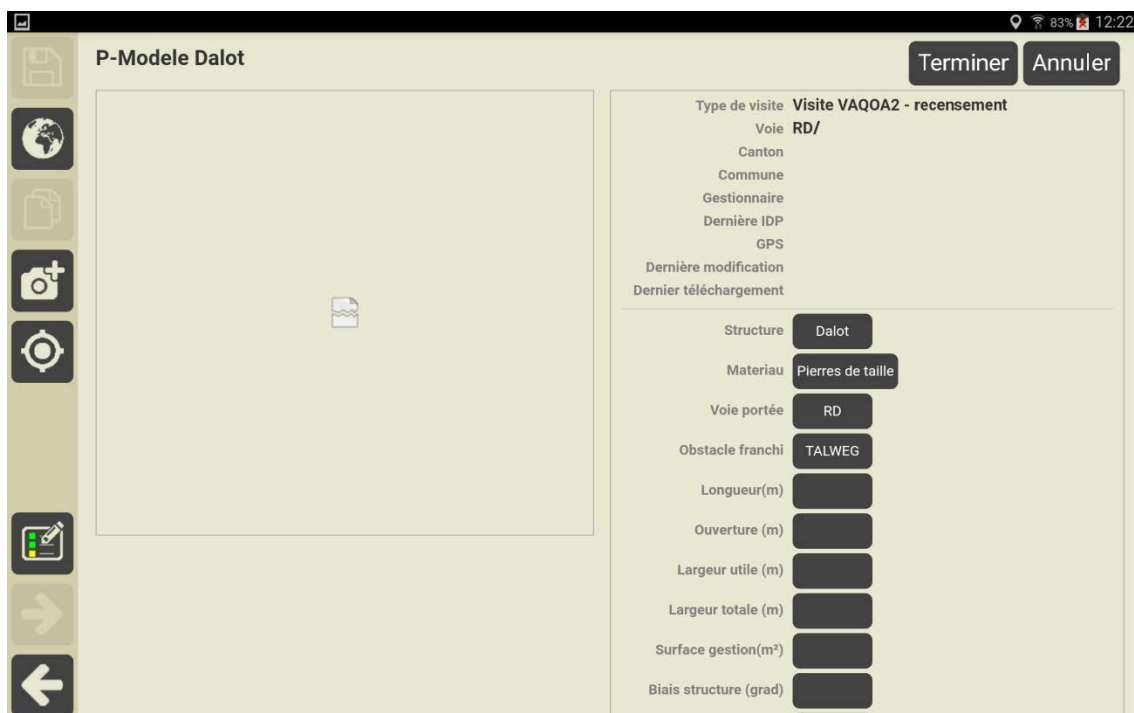 83% 12:22
P-Modele Dalot
Terminer Annuler
Type de visite Visite VAQOA2 - recensement
Voie RD/
Canton
Commune
Gestionnaire
Dernière IDP
GPS
Dernière modification
Dernier téléchargement
Structure Dalot
Materiau Pierres de taille
Voie portée RD
Obstacle franchi TALWEG
Longueur(m)
Ouverture (m)
Largeur utile (m)
Largeur totale (m)
Surface gestion(m²)
Biais structure (grad)